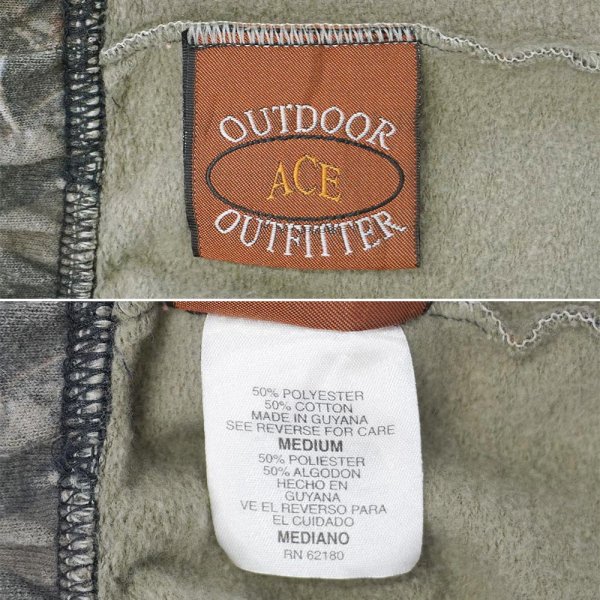 OUTDOOR
ACE
OUTFITTER
50% POLYESTER
50% COTTON
MADE IN GUYANA
SEE REVERSE FOR CARE
MEDIUM
50% POLIESTER
50% ALGODON
HECHO EN
GUYANA
VE EL REVERSO PARA
EL CUIDADO
MEDIANO
RN 62180